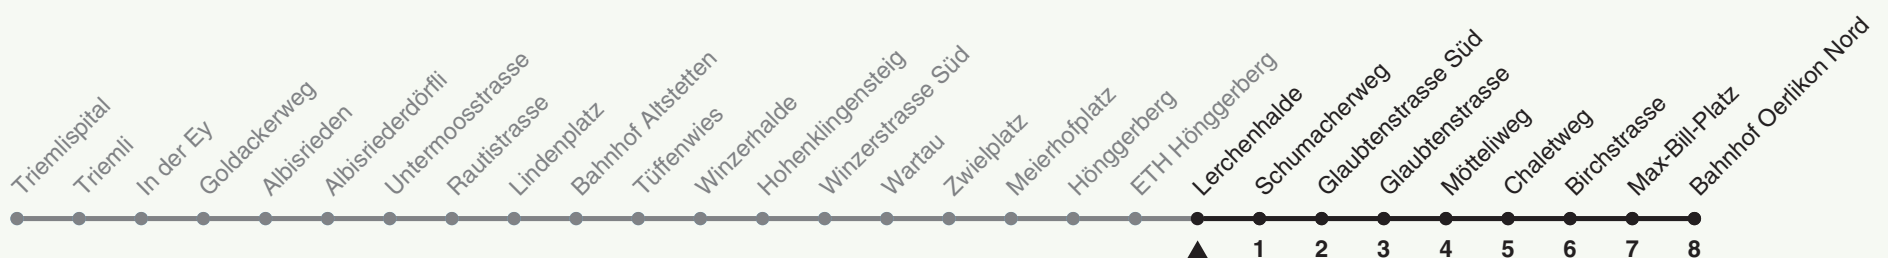 Triemlispital
Triemli
In der Ey
Goldackerweg
Albisrieden
Albisriederdörfli
Untermoosstrasse
Rautistrasse
Lindenplatz
Bahnhof Altstetten
Tüffenwies
Winzerhalde
Hohenklingensteig
Winzerstrasse Süd
Wartau
Zwielplatz
Meierhofplatz
Hönggerberg
ETH Hönggerberg
Lerchenhalde
Schumacherweg
Glaubtenstrasse Süd
Glaubtenstrasse
Mötteliweg
Chaletweg
Birchstrasse
Max-Bill-Platz
Bahnhof Oerlikon Nord
1 2 3 4 5 6 7 8